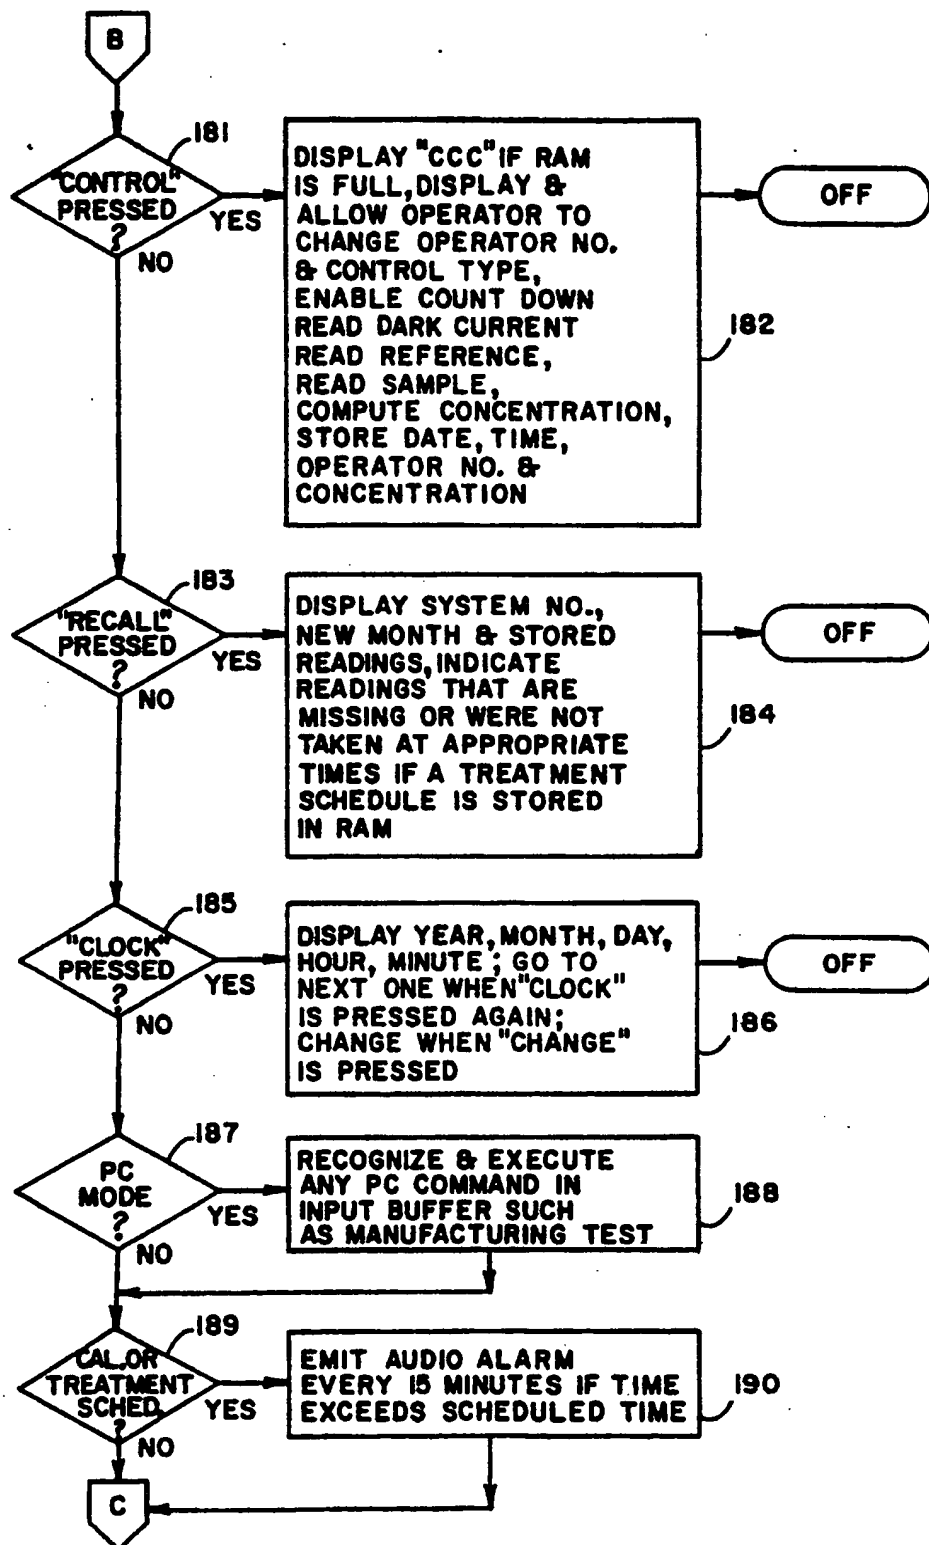 B
181
"CONTROL"
PRESSED
?
YES
NO
DISPLAY "CCC" IF RAM
IS FULL, DISPLAY &
ALLOW OPERATOR TO
CHANGE OPERATOR NO.
& CONTROL TYPE,
ENABLE COUNT DOWN
READ DARK CURRENT
READ REFERENCE,
READ SAMPLE,
COMPUTE CONCENTRATION,
STORE DATE, TIME,
OPERATOR NO. &
CONCENTRATION
182
OFF
183
"RECALL"
PRESSED
?
YES
NO
DISPLAY SYSTEM NO.,
NEW MONTH & STORED
READINGS, INDICATE
READINGS THAT ARE
MISSING OR WERE NOT
TAKEN AT APPROPRIATE
TIMES IF A TREATMENT
SCHEDULE IS STORED
IN RAM
184
OFF
185
"CLOCK"
PRESSED
?
YES
NO
DISPLAY YEAR, MONTH, DAY,
HOUR, MINUTE; GO TO
NEXT ONE WHEN "CLOCK"
IS PRESSED AGAIN;
CHANGE WHEN "CHANGE"
IS PRESSED
186
OFF
187
PC
MODE
?
YES
NO
RECOGNIZE & EXECUTE
ANY PC COMMAND IN
INPUT BUFFER SUCH
AS MANUFACTURING TEST
188
189
CAL. OR
TREATMENT
SCHED.
?
YES
NO
EMIT AUDIO ALARM
EVERY 15 MINUTES IF TIME
EXCEEDS SCHEDULED TIME
190
C